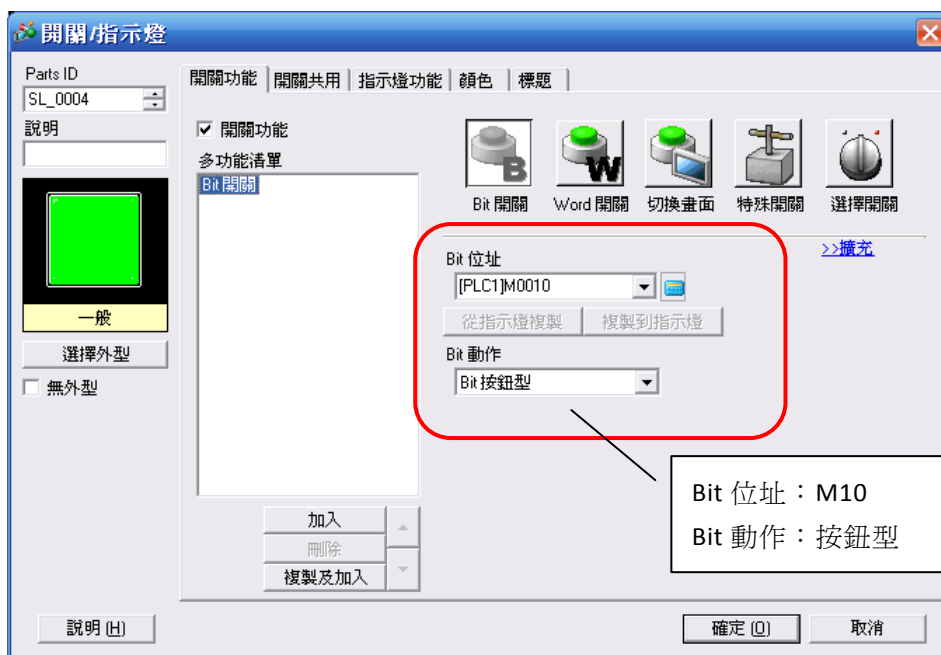 開關/指示燈
Parts ID
SL_0004
説明
一般
選擇外型
無外型
開關功能
開關共用
指示燈功能
顏色
標題
開關功能
多功能清單
Bit 開關
B
W
Bit 開關
Word 開關
切換畫面
特殊開關
選擇開關
>>擴充
Bit 位址
[PLC1]M0010
從指示燈複製
複製到指示燈
Bit 動作
Bit 按鈕型
Bit 位址：M10
Bit 動作：按鈕型
加入
刪除
複製及加入
説明 (H)
確定 (O)
取消